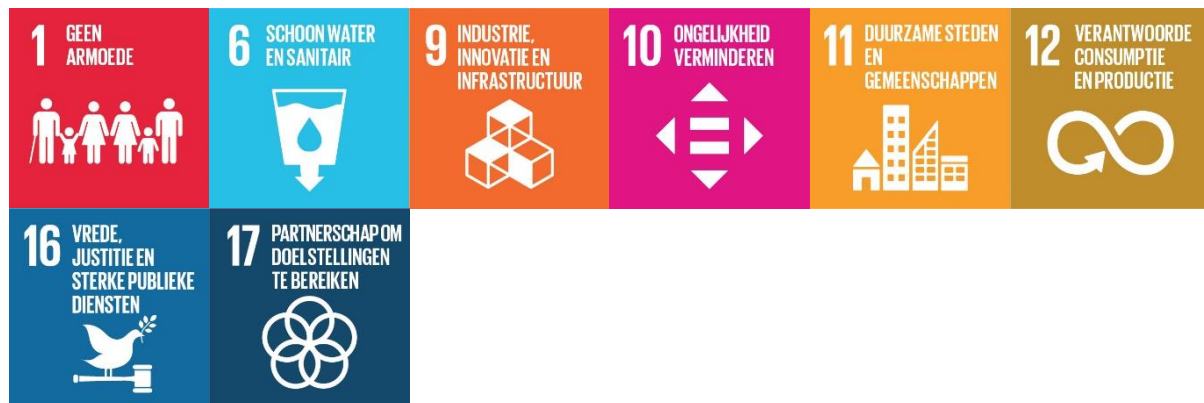 1 GEEN
ARMOEDE
6 SCHOON WATER
EN SANITAIR
9 INDUSTRIE,
INNOVATIE EN
INFRASTRUCTUUR
10 ONGELIJKHEID
VERMINDEREN
11 DUURZAME STEDEN
EN
GEMEENSCHAPPEN
12 VERANTWOORDE
CONSUMPTIE
EN PRODUCTIE
16 VREDE,
JUSTITIE EN
STERKE PUBLIEKE
DIENSTEN
17 PARTNERSCHAP OM
DOELSTELLINGEN
TE BEREIKEN